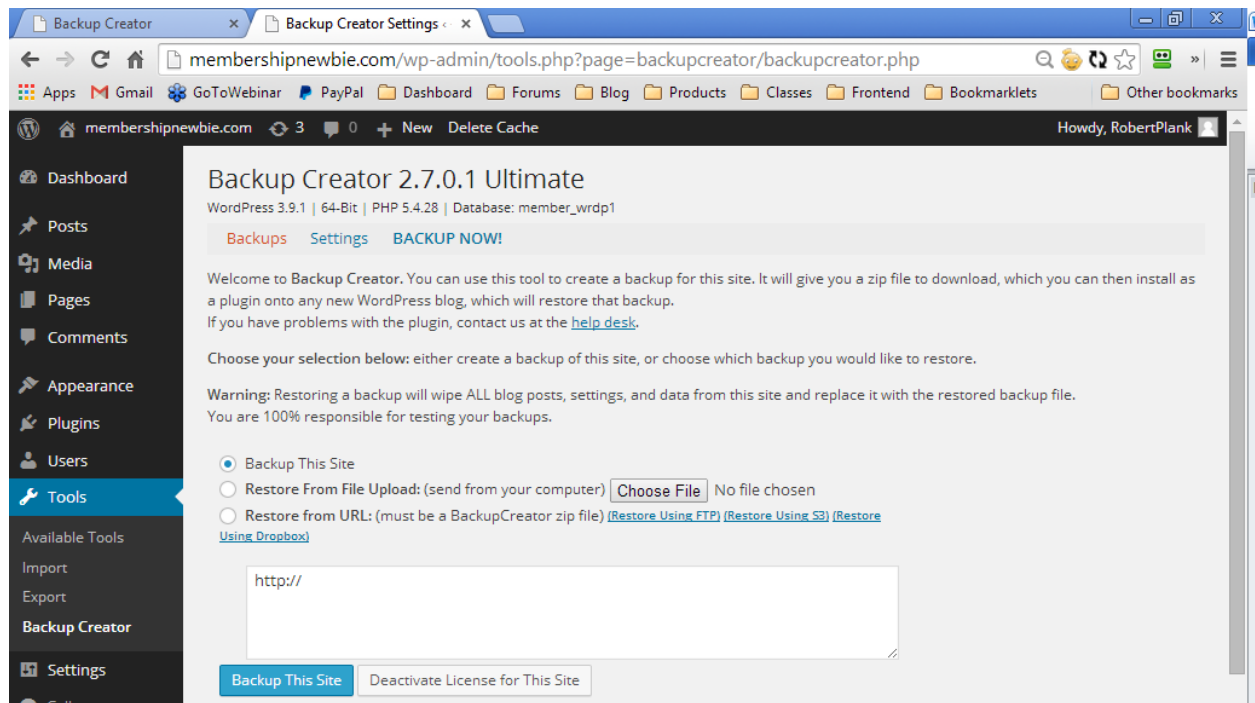 Backup Creator
Backup Creator Settings
membershipnewbie.com/wp-admin/tools.php?page=backupcreator/backupcreator.php
Apps Gmail GoToWebinar PayPal Dashboard Forums Blog Products Classes Frontend Bookmarklets Other bookmarks
membershipnewbie.com 3 0 + New Delete Cache Howdy, RobertPlank
Dashboard
Posts
Media
Pages
Comments
Appearance
Plugins
Users
Tools
Available Tools
Import
Export
Backup Creator
Settings
Backup Creator 2.7.0.1 Ultimate
WordPress 3.9.1 | 64-Bit | PHP 5.4.28 | Database: member_wrdp1
Backups Settings BACKUP NOW!
Welcome to Backup Creator. You can use this tool to create a backup for this site. It will give you a zip file to download, which you can then install as
a plugin onto any new WordPress blog, which will restore that backup.
If you have problems with the plugin, contact us at the help desk.
Choose your selection below: either create a backup of this site, or choose which backup you would like to restore.
Warning: Restoring a backup will wipe ALL blog posts, settings, and data from this site and replace it with the restored backup file.
You are 100% responsible for testing your backups.
Backup This Site
Restore From File Upload: (send from your computer) Choose File No file chosen
Restore from URL: (must be a BackupCreator zip file) (Restore Using FTP) (Restore Using S3) (Restore
Using Dropbox)
http://
Backup This Site Deactivate License for This Site